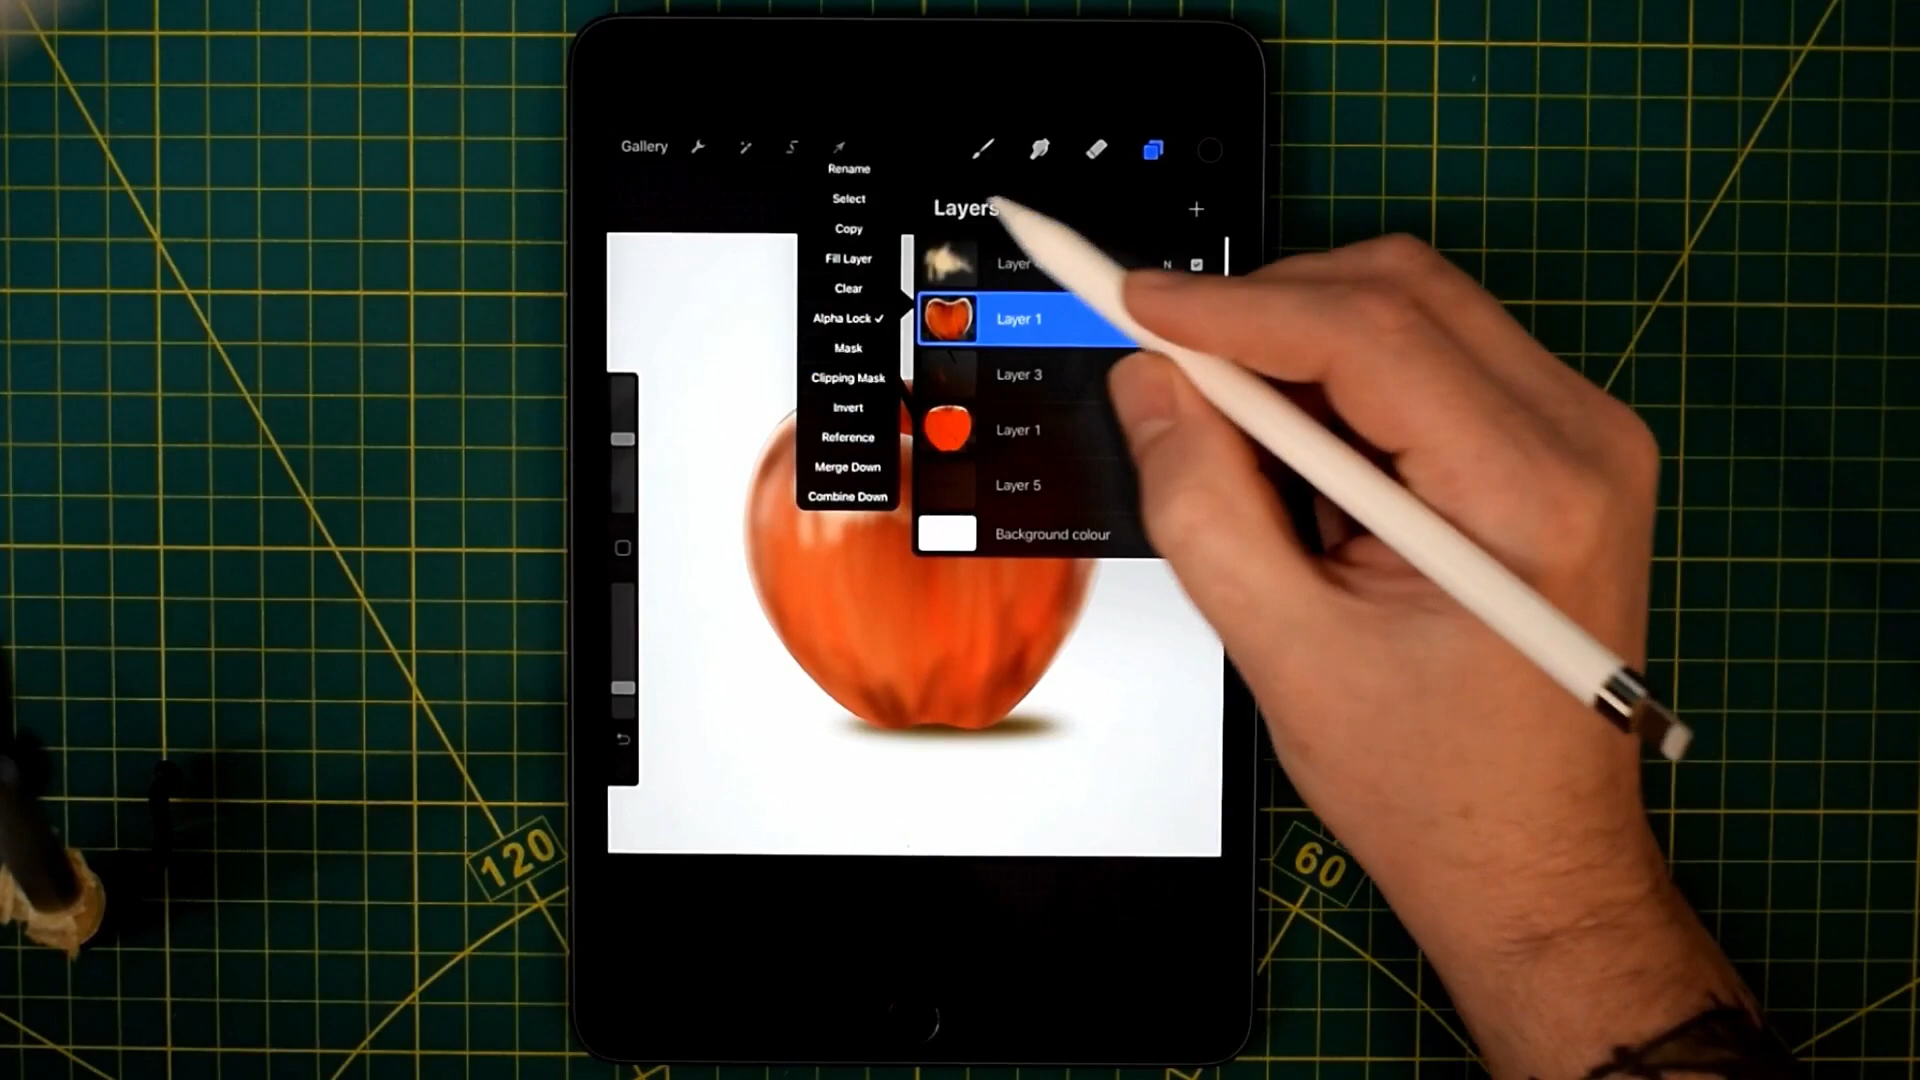 Gallery
Rename
Select
Copy
Fill Layer
Clear
Alpha Lock ✓
Mask
Clipping Mask
Invert
Reference
Merge Down
Combine Down
Layers
Layer
N
Layer 1
Layer 3
Layer 1
Layer 5
Background colour
120
60